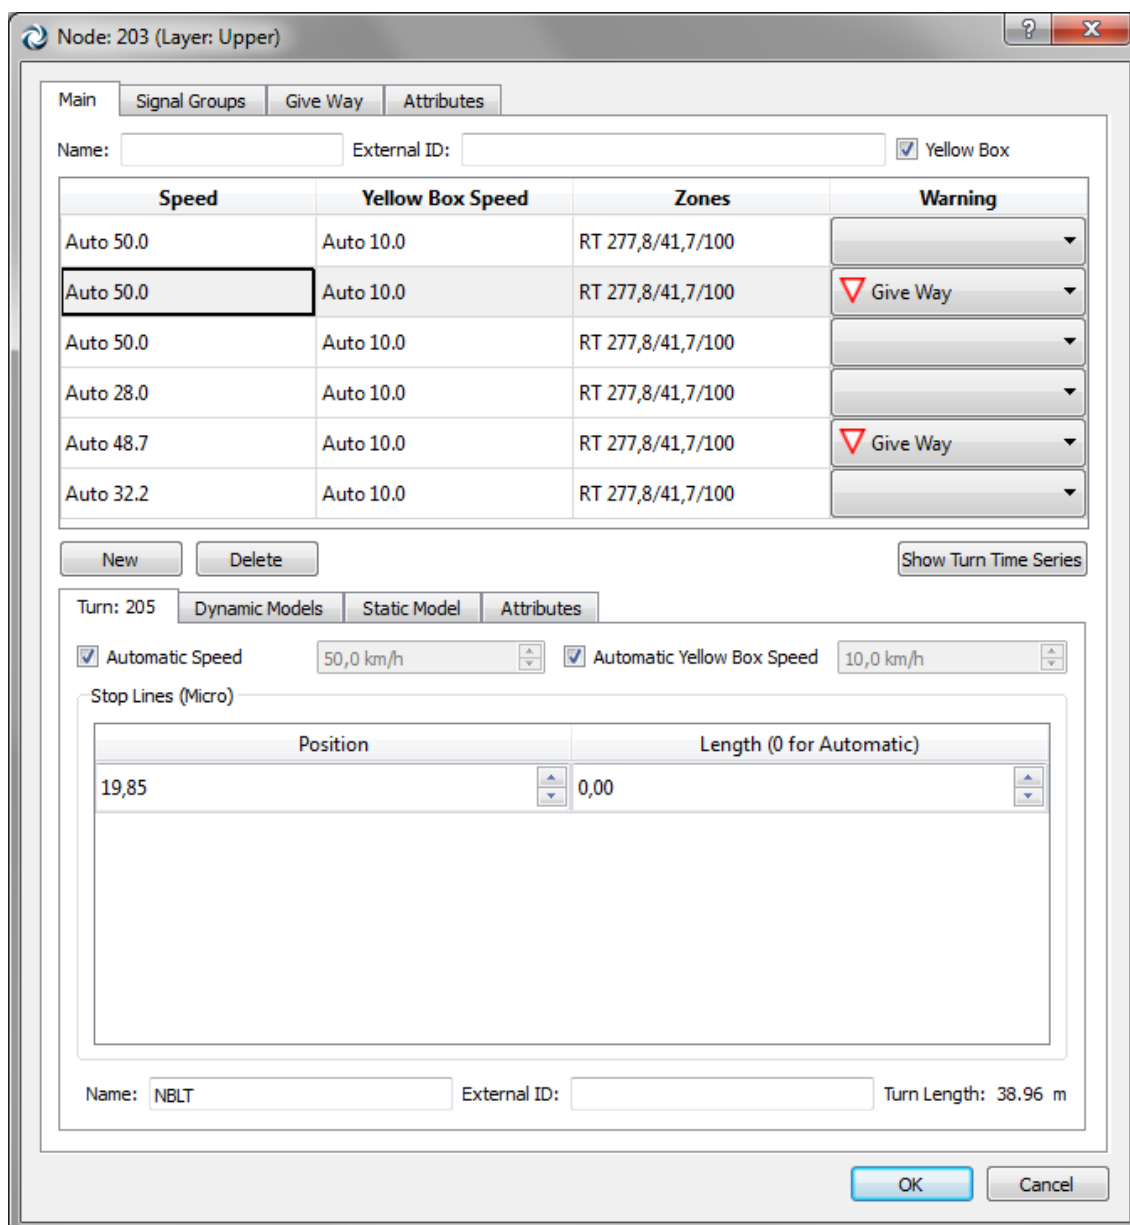 Node: 203 (Layer: Upper)
Main Signal Groups Give Way Attributes
Name: External ID: Yellow Box
Speed Yellow Box Speed Zones Warning
Auto 50.0 Auto 10.0 RT 277,8/41,7/100
Auto 50.0 Auto 10.0 RT 277,8/41,7/100 Give Way
Auto 50.0 Auto 10.0 RT 277,8/41,7/100
Auto 28.0 Auto 10.0 RT 277,8/41,7/100
Auto 48.7 Auto 10.0 RT 277,8/41,7/100 Give Way
Auto 32.2 Auto 10.0 RT 277,8/41,7/100
New Delete Show Turn Time Series
Turn: 205 Dynamic Models Static Model Attributes
Automatic Speed 50,0 km/h Automatic Yellow Box Speed 10,0 km/h
Stop Lines (Micro)
Position Length (0 for Automatic)
19,85 0,00
Name: NBLT External ID: Turn Length: 38.96 m
OK Cancel